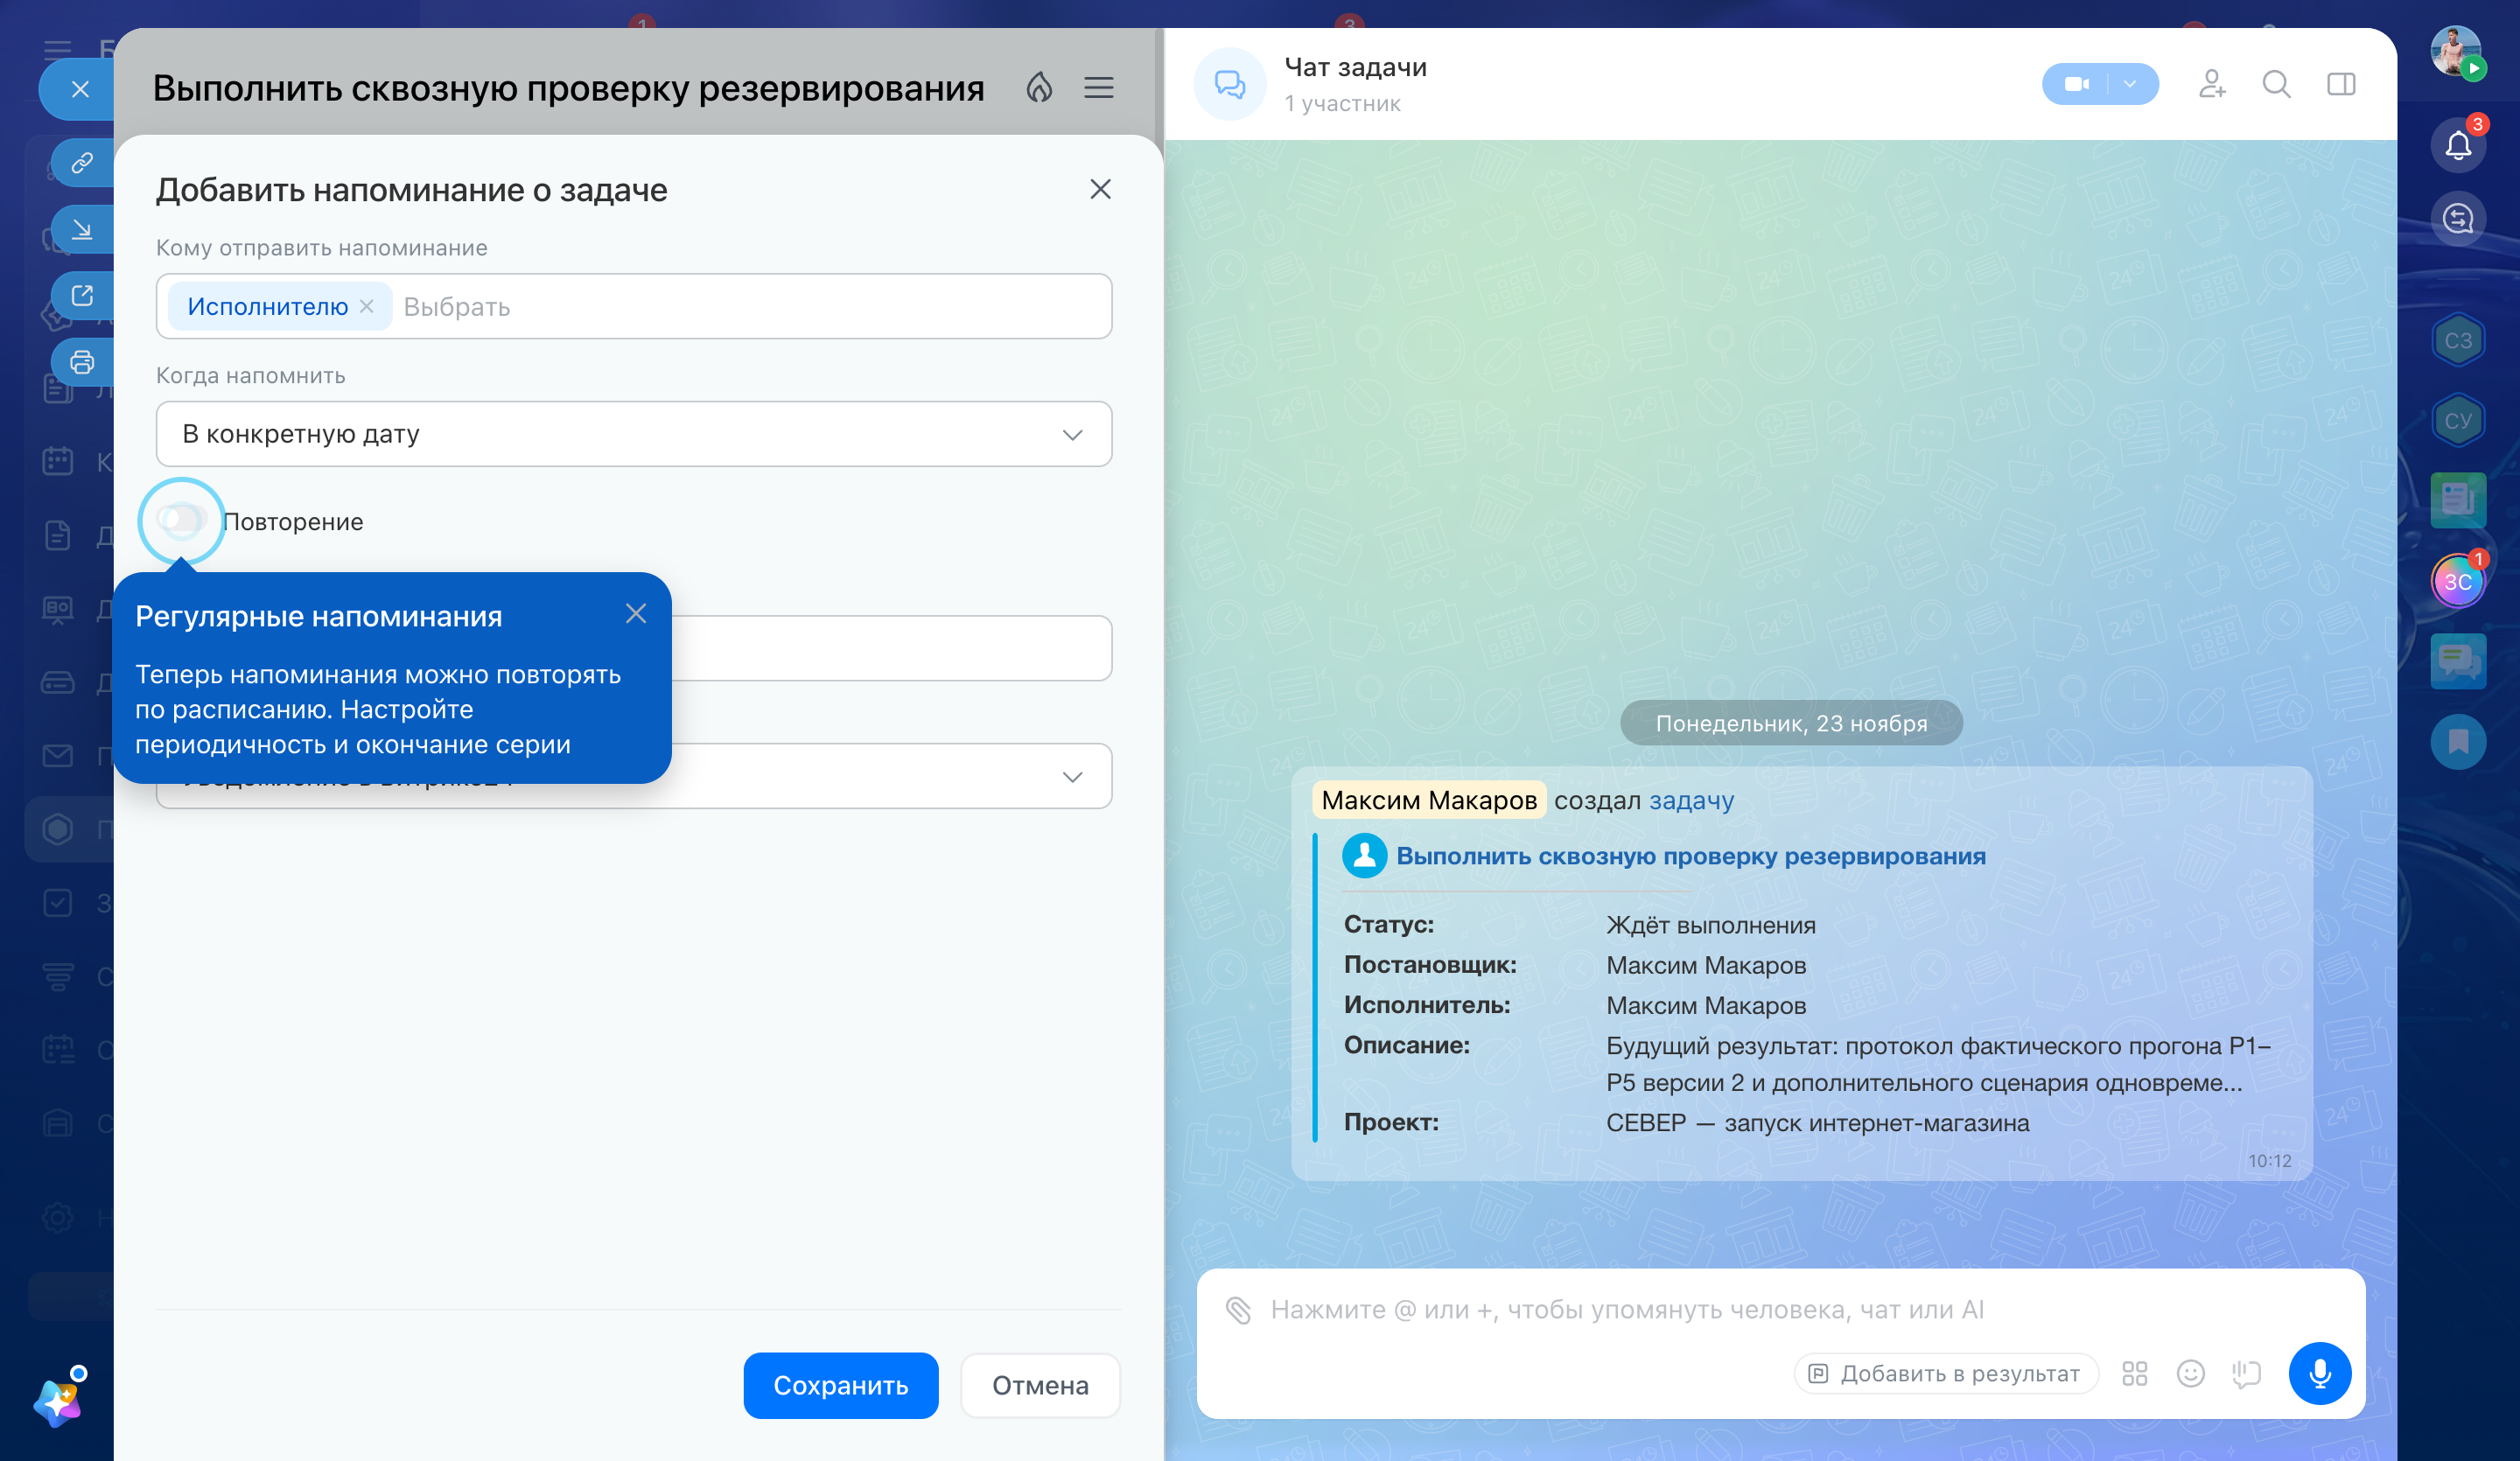 1
3
Выполнить сквозную проверку резервирования
Добавить напоминание о задаче
Кому отправить напоминание
Исполнителю
Выбрать
Когда напомнить
В конкретную дату
Повторение
Регулярные напоминания
Теперь напоминания можно повторять
по расписанию. Настройте
периодичность и окончание серии
Сохранить
Отмена
Чат задачи
1 участник
Понедельник, 23 ноября
Максим Макаров создал задачу
Выполнить сквозную проверку резервирования
Статус: Ждёт выполнения
Постановщик: Максим Макаров
Исполнитель: Максим Макаров
Описание: Будущий результат: протокол фактического прогона P1–
P5 версии 2 и дополнительного сценария одновреме...
Проект: СЕВЕР — запуск интернет-магазина
10:12
Нажмите @ или +, чтобы упомянуть человека, чат или AI
Добавить в результат
3
СЗ
СУ
1
ЗС